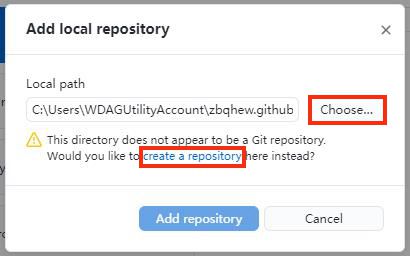 Add local repository
Local path
C:\Users\WDAGUtilityAccount\zbqhew.github
Choose...
This directory does not appear to be a Git repository.
Would you like to create a repository here instead?
Add repository
Cancel